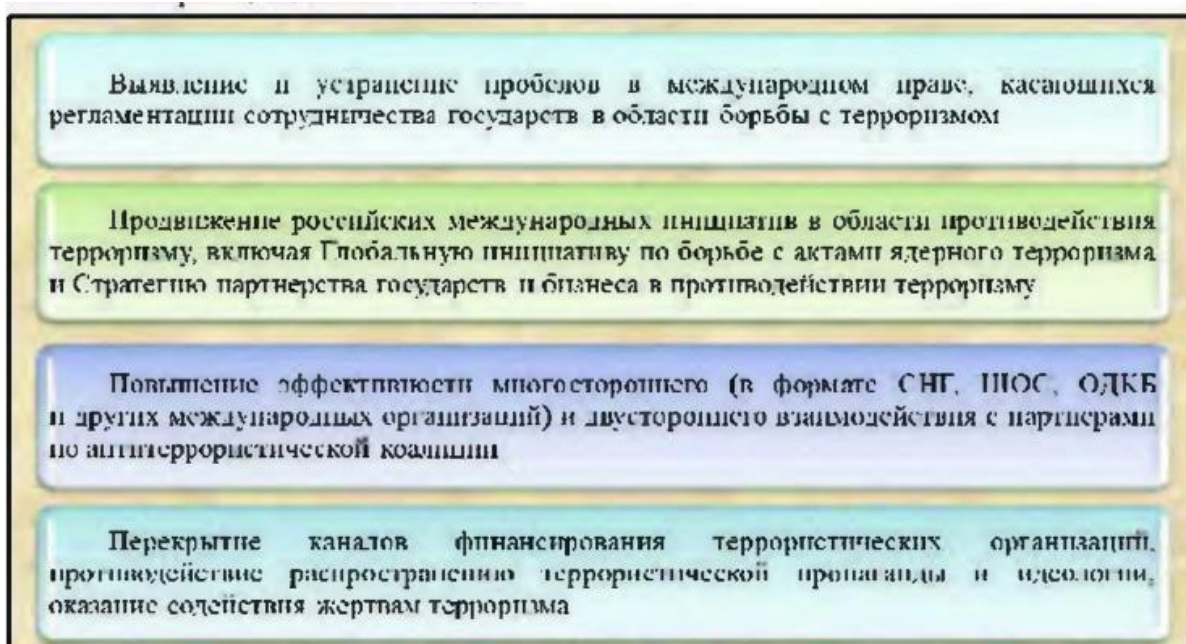 Выявление и устранение пробелов в международном праве, касающихся
регламентации сотрудничества государств в области борьбы с терроризмом
Продвижение российских международных инициатив в области противодействия
терроризму, включая Глобальную инициативу по борьбе с актами ядерного терроризма
и Стратегию партнерства государств и бизнеса в противодействии терроризму
Повышение эффективности многостороннего (в формате СНГ, ШОС, ОДКБ
и других международных организаций) и двустороннего взаимодействия с партнерами
по антитеррористической коалиции
Перекрытие каналов финансирования террористических организаций,
противодействие распространению террористической пропаганды и идеологии,
оказание содействия жертвам терроризма